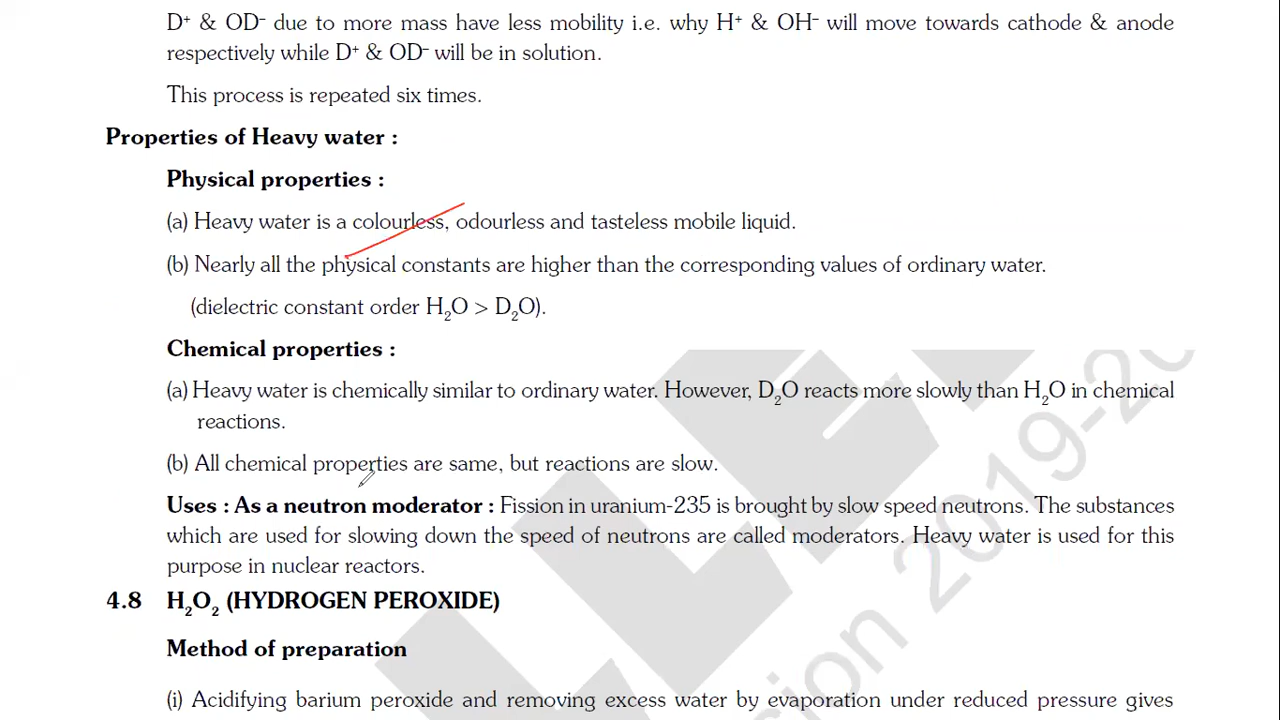 D⁺ & OD⁻ due to more mass have less mobility i.e. why H⁺ & OH⁻ will move towards cathode & anode
respectively while D⁺ & OD⁻ will be in solution.
This process is repeated six times.
Properties of Heavy water :
Physical properties :
(a) Heavy water is a colourless, odourless and tasteless mobile liquid.
(b) Nearly all the physical constants are higher than the corresponding values of ordinary water.
(dielectric constant order H₂O > D₂O).
Chemical properties :
(a) Heavy water is chemically similar to ordinary water. However, D₂O reacts more slowly than H₂O in chemical
reactions.
(b) All chemical properties are same, but reactions are slow.
Uses : As a neutron moderator : Fission in uranium-235 is brought by slow speed neutrons. The substances
which are used for slowing down the speed of neutrons are called moderators. Heavy water is used for this
purpose in nuclear reactors.
4.8 H₂O₂ (HYDROGEN PEROXIDE)
Method of preparation
(i) Acidifying barium peroxide and removing excess water by evaporation under reduced pressure gives